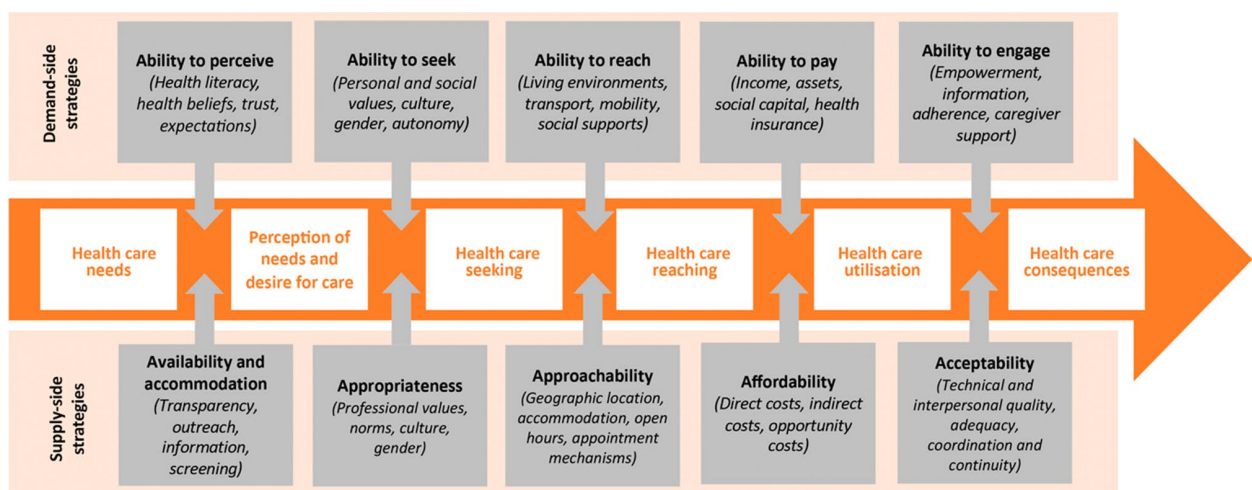 Demand-side
strategies
Ability to perceive
(Health literacy,
health beliefs, trust,
expectations)
Ability to seek
(Personal and social
values, culture,
gender, autonomy)
Ability to reach
(Living environments,
transport, mobility,
social supports)
Ability to pay
(Income, assets,
social capital, health
insurance)
Ability to engage
(Empowerment,
information,
adherence, caregiver
support)
Health care
needs
Perception of
needs and
desire for care
Health care
seeking
Health care
reaching
Health care
utilisation
Health care
consequences
Supply-side
strategies
Availability and
accommodation
(Transparency,
outreach,
information,
screening)
Appropriateness
(Professional values,
norms, culture,
gender)
Approachability
(Geographic location,
accommodation, open
hours, appointment
mechanisms)
Affordability
(Direct costs, indirect
costs, opportunity
costs)
Acceptability
(Technical and
interpersonal quality,
adequacy,
coordination and
continuity)